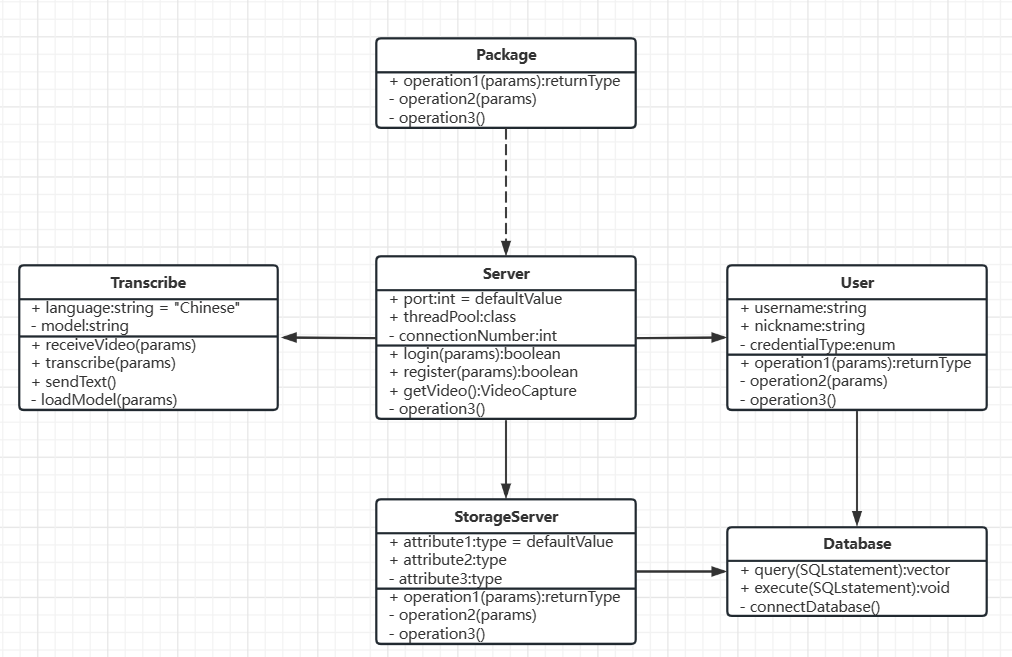 Package
+ operation1(params):returnType
- operation2(params)
- operation3()
Transcribe
+ language:string = "Chinese"
- model:string
+ receiveVideo(params)
+ transcribe(params)
+ sendText()
- loadModel(params)
Server
+ port:int = defaultValue
+ threadPool:class
- connectionNumber:int
+ login(params):boolean
+ register(params):boolean
+ getVideo():VideoCapture
- operation3()
User
+ username:string
+ nickname:string
- credentialType:enum
+ operation1(params):returnType
- operation2(params)
- operation3()
StorageServer
+ attribute1:type = defaultValue
+ attribute2:type
- attribute3:type
+ operation1(params):returnType
- operation2(params)
- operation3()
Database
+ query(SQLstatement):vector
+ execute(SQLstatement):void
- connectDatabase()